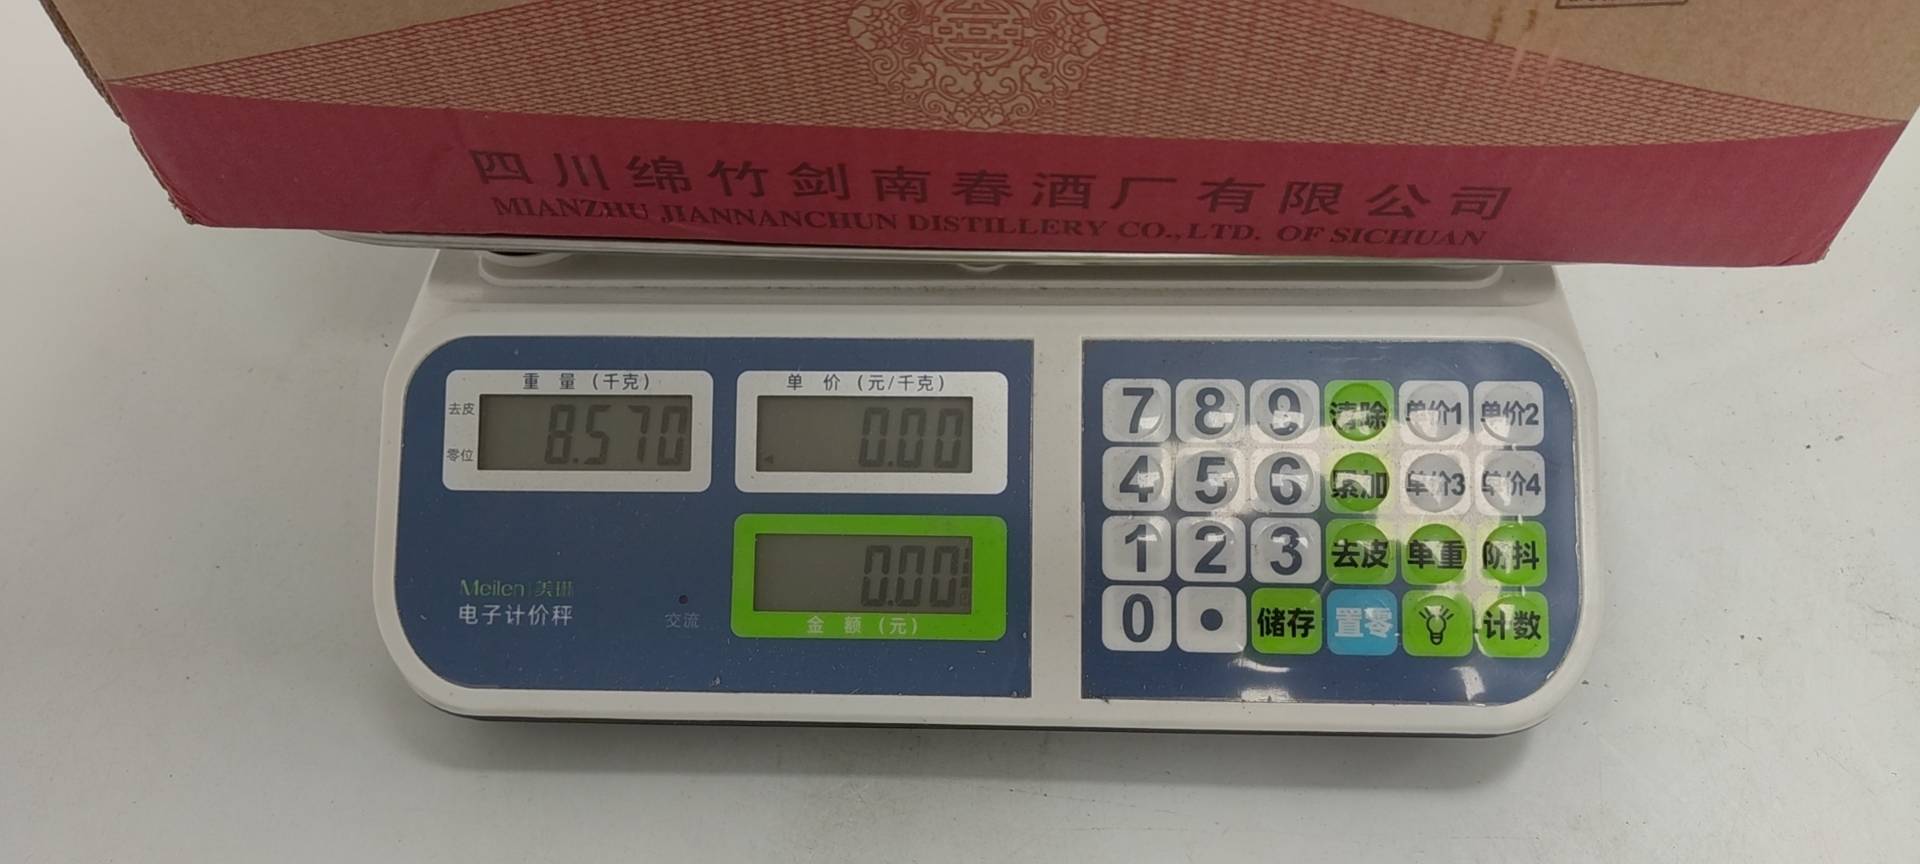 四川绵竹剑南春酒厂有限公司
MIANZHU JIANNANCHUN DISTILLERY CO.,LTD. OF SICHUAN
重量(千克)
单价(元/千克)
去皮
零位
8.570
0.00
0.00
金额(元)
Meilen 美琳
电子计价秤
交流
7 8 9 清除 单价1 单价2
4 5 6 累加 单价3 单价4
1 2 3 去皮 单重 防抖
0 . 储存 置零 计数